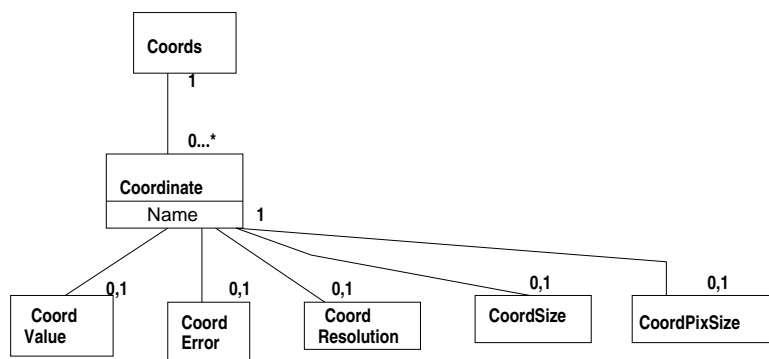 Coords
1
0...*
Coordinate
Name
1
0,1
0,1
0,1
0,1
0,1
Coord
Value
Coord
Error
Coord
Resolution
CoordSize
CoordPixSize